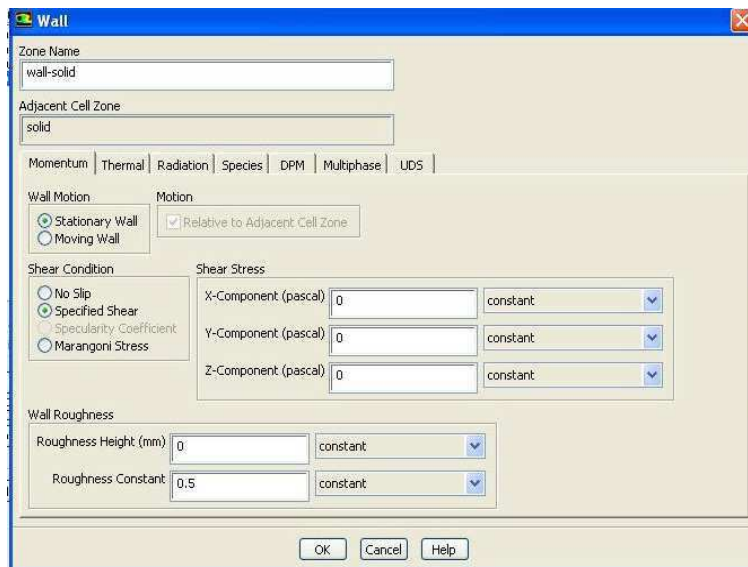 Wall
Zone Name
wall-solid
Adjacent Cell Zone
solid
Momentum Thermal Radiation Species DPM Multiphase UDS
Wall Motion Motion
Stationary Wall Relative to Adjacent Cell Zone
Moving Wall
Shear Condition Shear Stress
No Slip
Specified Shear
Specularity Coefficient
Marangoni Stress
X-Component (pascal) 0 constant
Y-Component (pascal) 0 constant
Z-Component (pascal) 0 constant
Wall Roughness
Roughness Height (mm) 0 constant
Roughness Constant 0.5 constant
OK Cancel Help